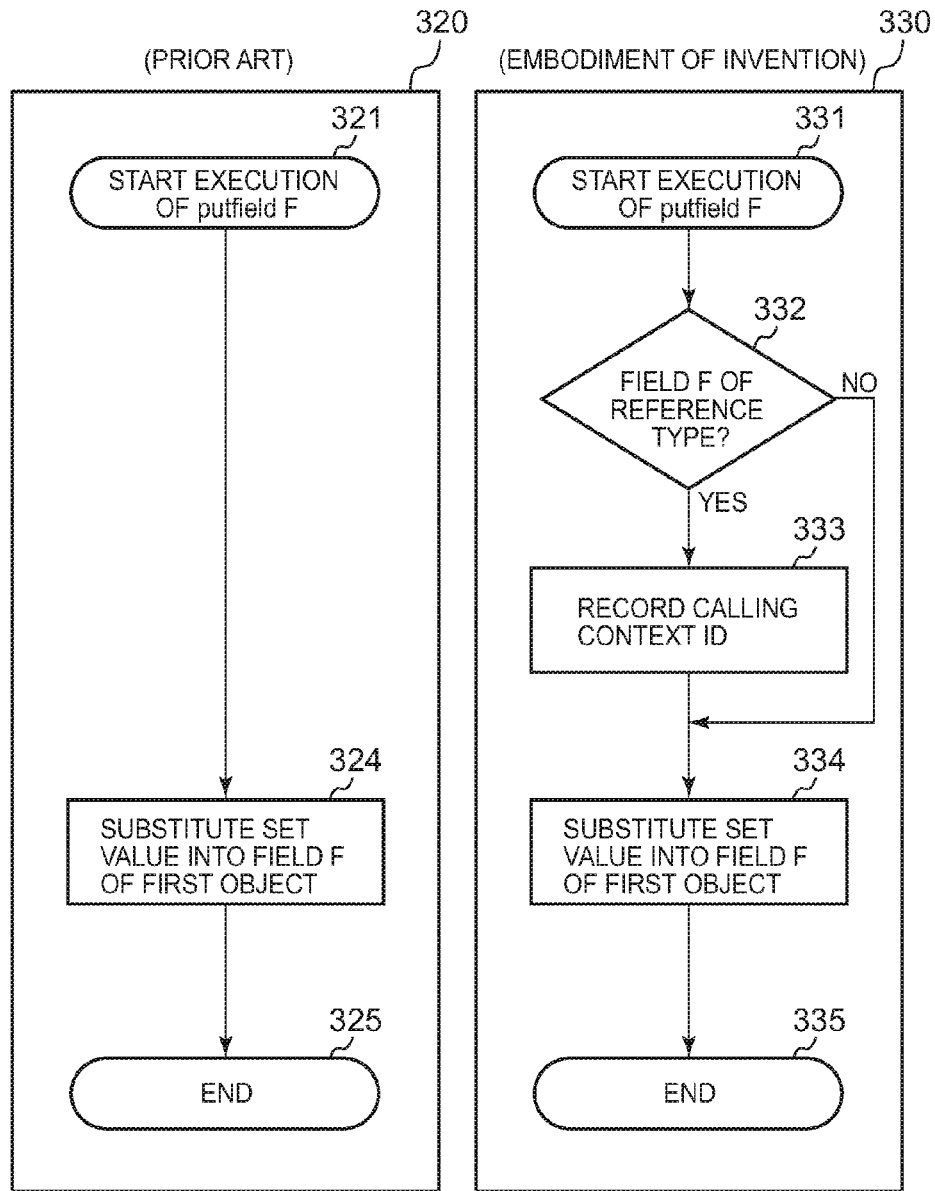 320
(PRIOR ART)
321
START EXECUTION
OF putfield F
324
SUBSTITUTE SET
VALUE INTO FIELD F
OF FIRST OBJECT
325
END
330
(EMBODIMENT OF INVENTION)
331
START EXECUTION
OF putfield F
332
FIELD F OF
REFERENCE
TYPE?
NO
YES
333
RECORD CALLING
CONTEXT ID
334
SUBSTITUTE SET
VALUE INTO FIELD F
OF FIRST OBJECT
335
END